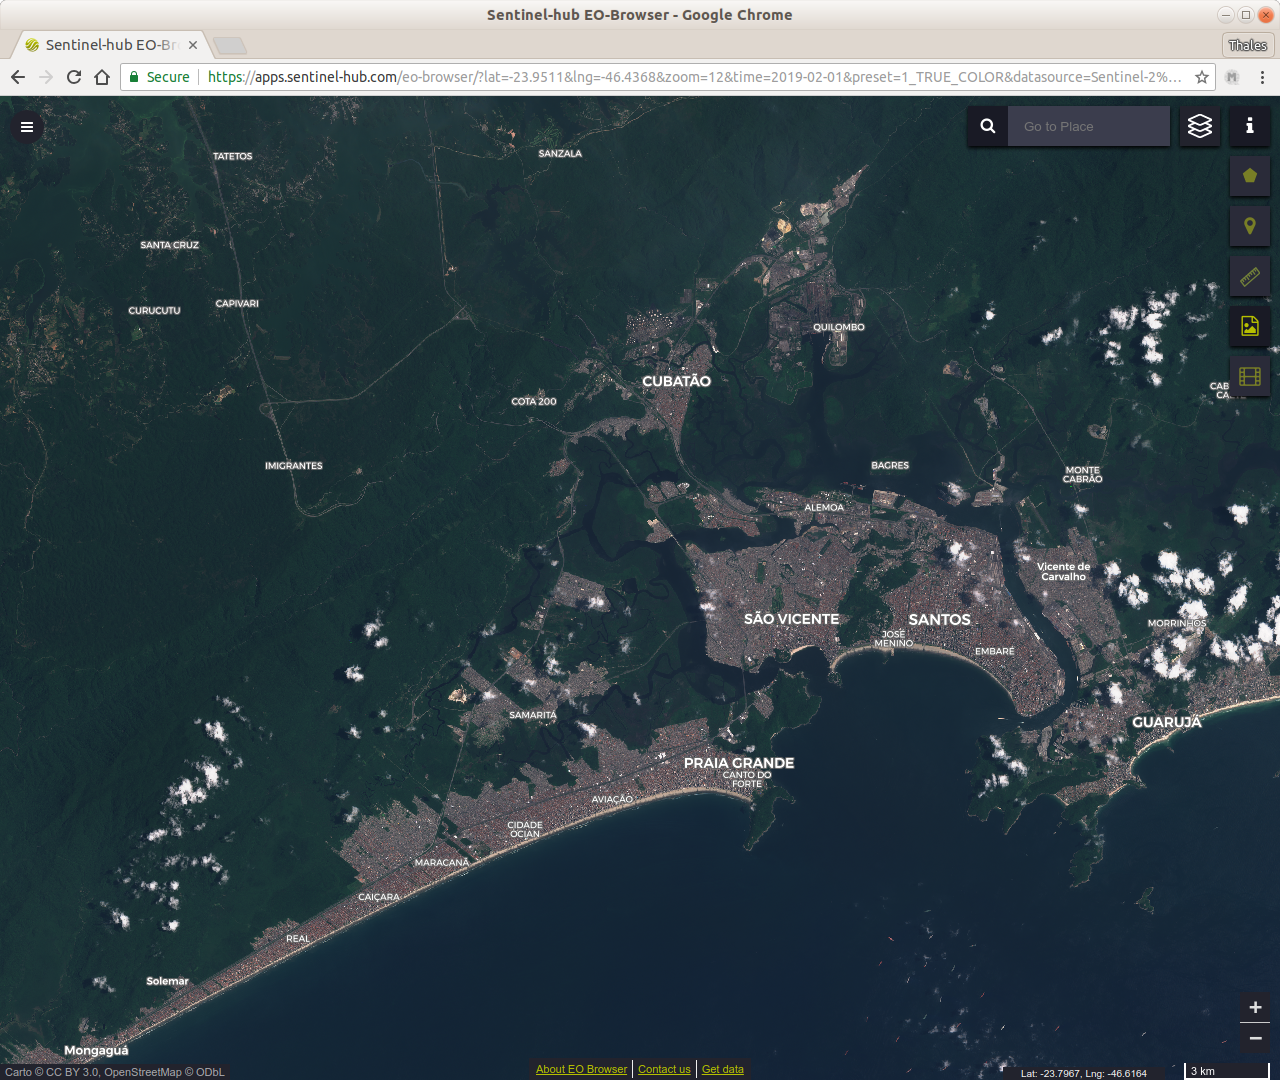 Sentinel-hub EO-Browser - Google Chrome
Sentinel-hub EO-Br
Thales
Secure
https://apps.sentinel-hub.com/eo-browser/?lat=-23.9511&lng=-46.4368&zoom=12&time=2019-02-01&preset=1_TRUE_COLOR&datasource=Sentinel-2%...
Go to Place
TATETOS
SANZALA
SANTA CRUZ
CURUCUTU
CAPIVARI
QUILOMBO
CUBATÃO
COTA 200
IMIGRANTES
BAGRES
MONTE
CABRÃO
ALEMOA
Vicente de
Carvalho
SÃO VICENTE
SANTOS
MORRINHOS
JOSÉ
MENINO
EMBARÉ
SAMARITÁ
GUARUJÁ
PRAIA GRANDE
CANTO DO
FORTE
AVIAÇÃO
CIDADE
OCIAN
MARACANÃ
CAIÇARA
REAL
Solemar
Mongaguá
Carto © CC BY 3.0, OpenStreetMap © ODbL
About EO Browser
Contact us
Get data
Lat: -23.7967, Lng: -46.6164
3 km